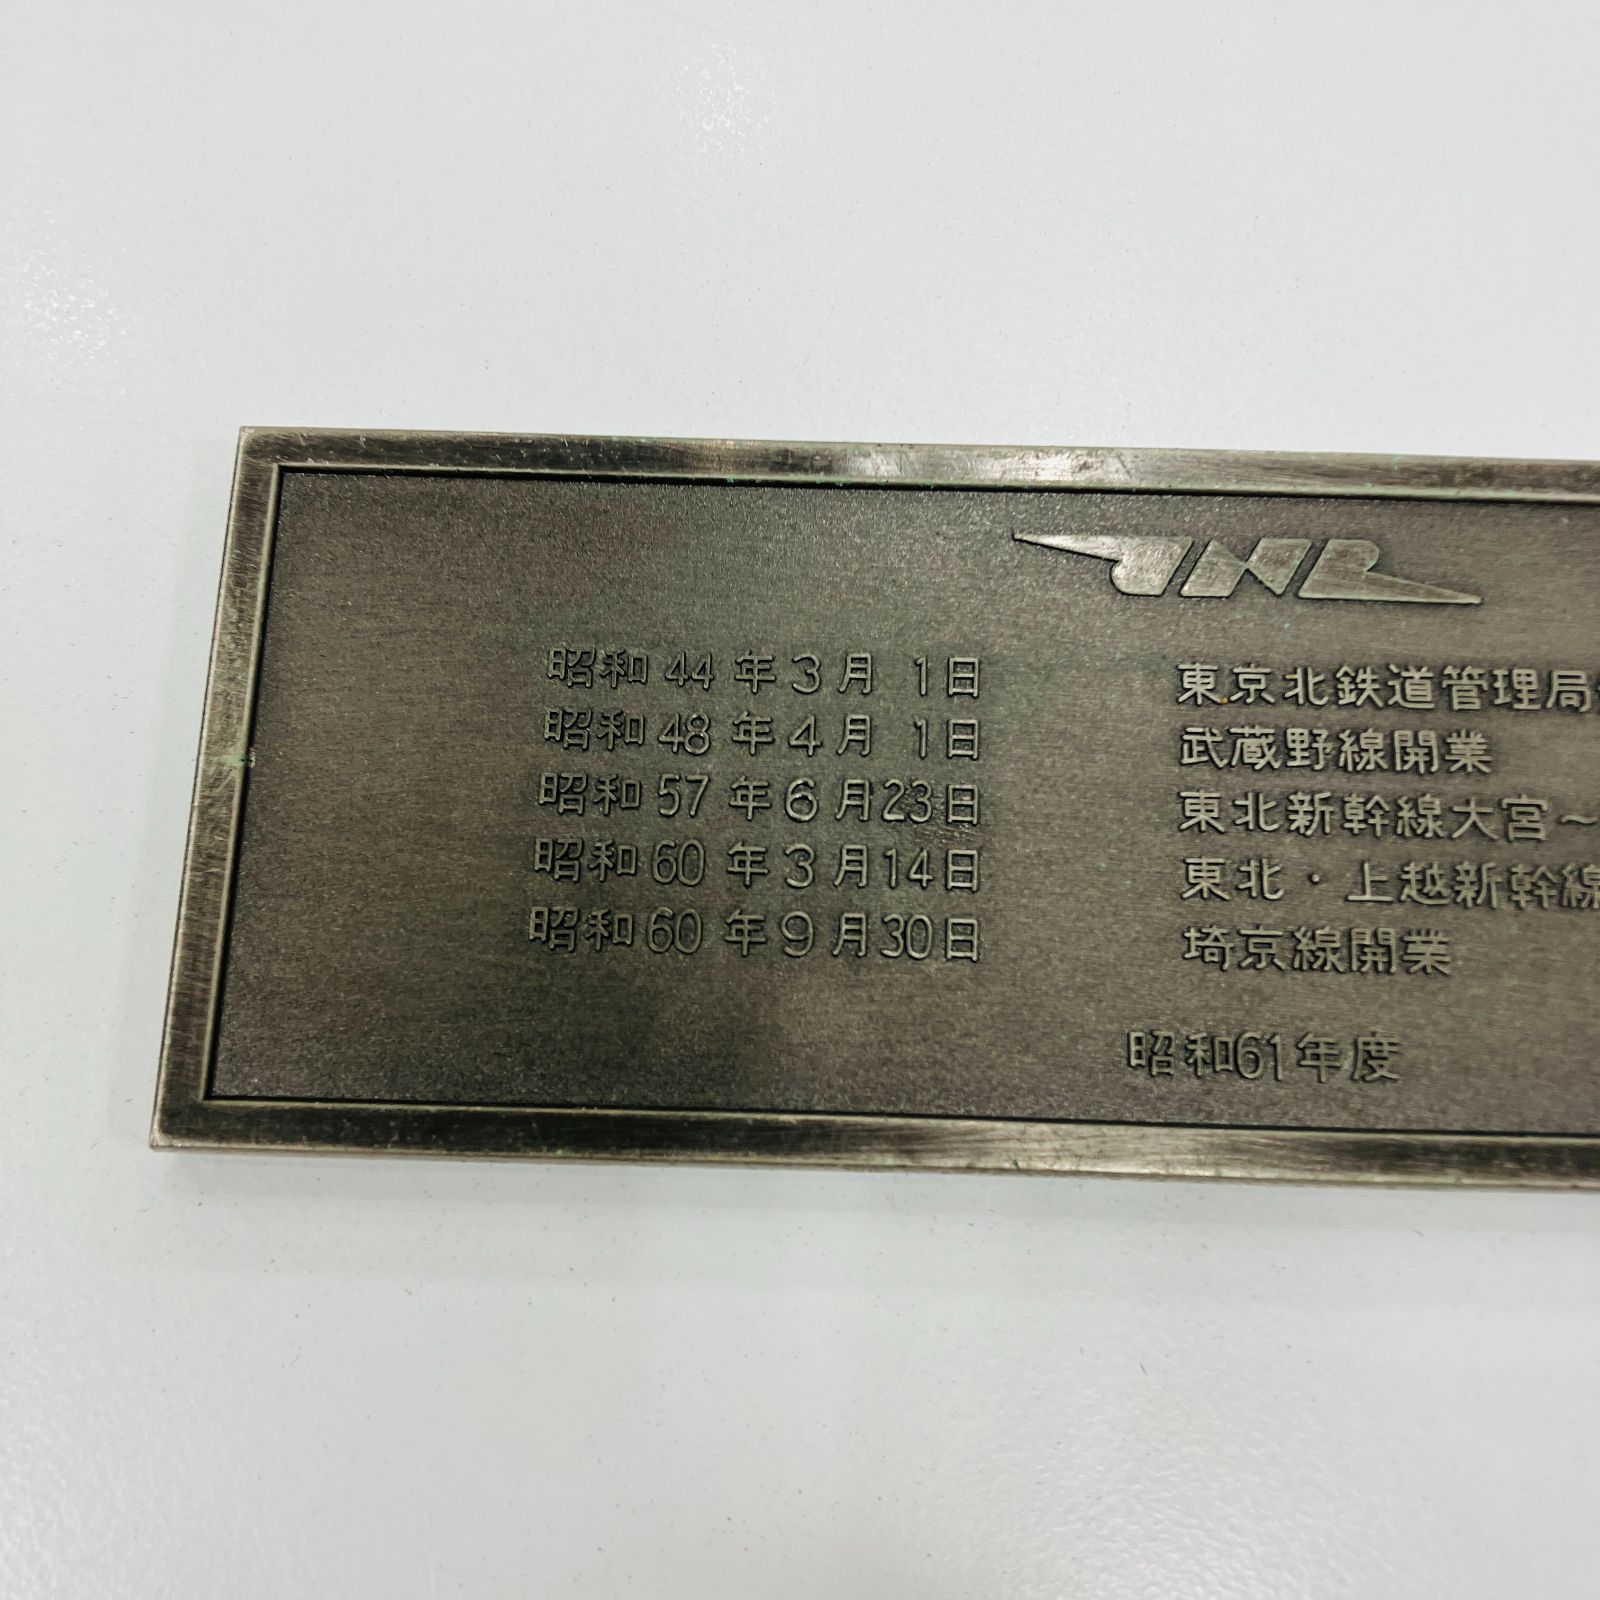 JNR
昭和 44 年 3 月 1日 東京北鉄道管理局
昭和 48 年 4 月 1日 武蔵野線開業
昭和 57 年 6 月23日 東北新幹線大宮～
昭和 60 年 3 月14日 東北・上越新幹線
昭和 60 年 9 月30日 埼京線開業
昭和61年度